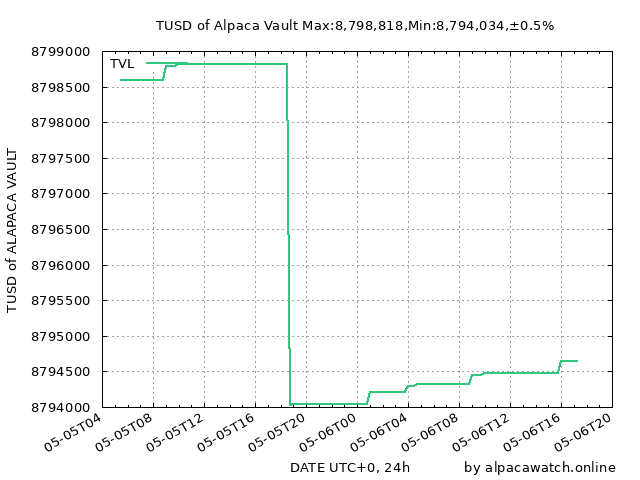 TUSD of Alpaca Vault Max:8,798,818,Min:8,794,034,±0.5%
TVL
8799000
8798500
8798000
8797500
8797000
8796500
8796000
8795500
8795000
8794500
8794000
TUSD of ALAPACA VAULT
05-05T04
05-05T08
05-05T12
05-05T16
05-05T20
05-06T00
05-06T04
05-06T08
05-06T12
05-06T16
05-06T20
DATE UTC+0, 24h
by alpacawatch.online